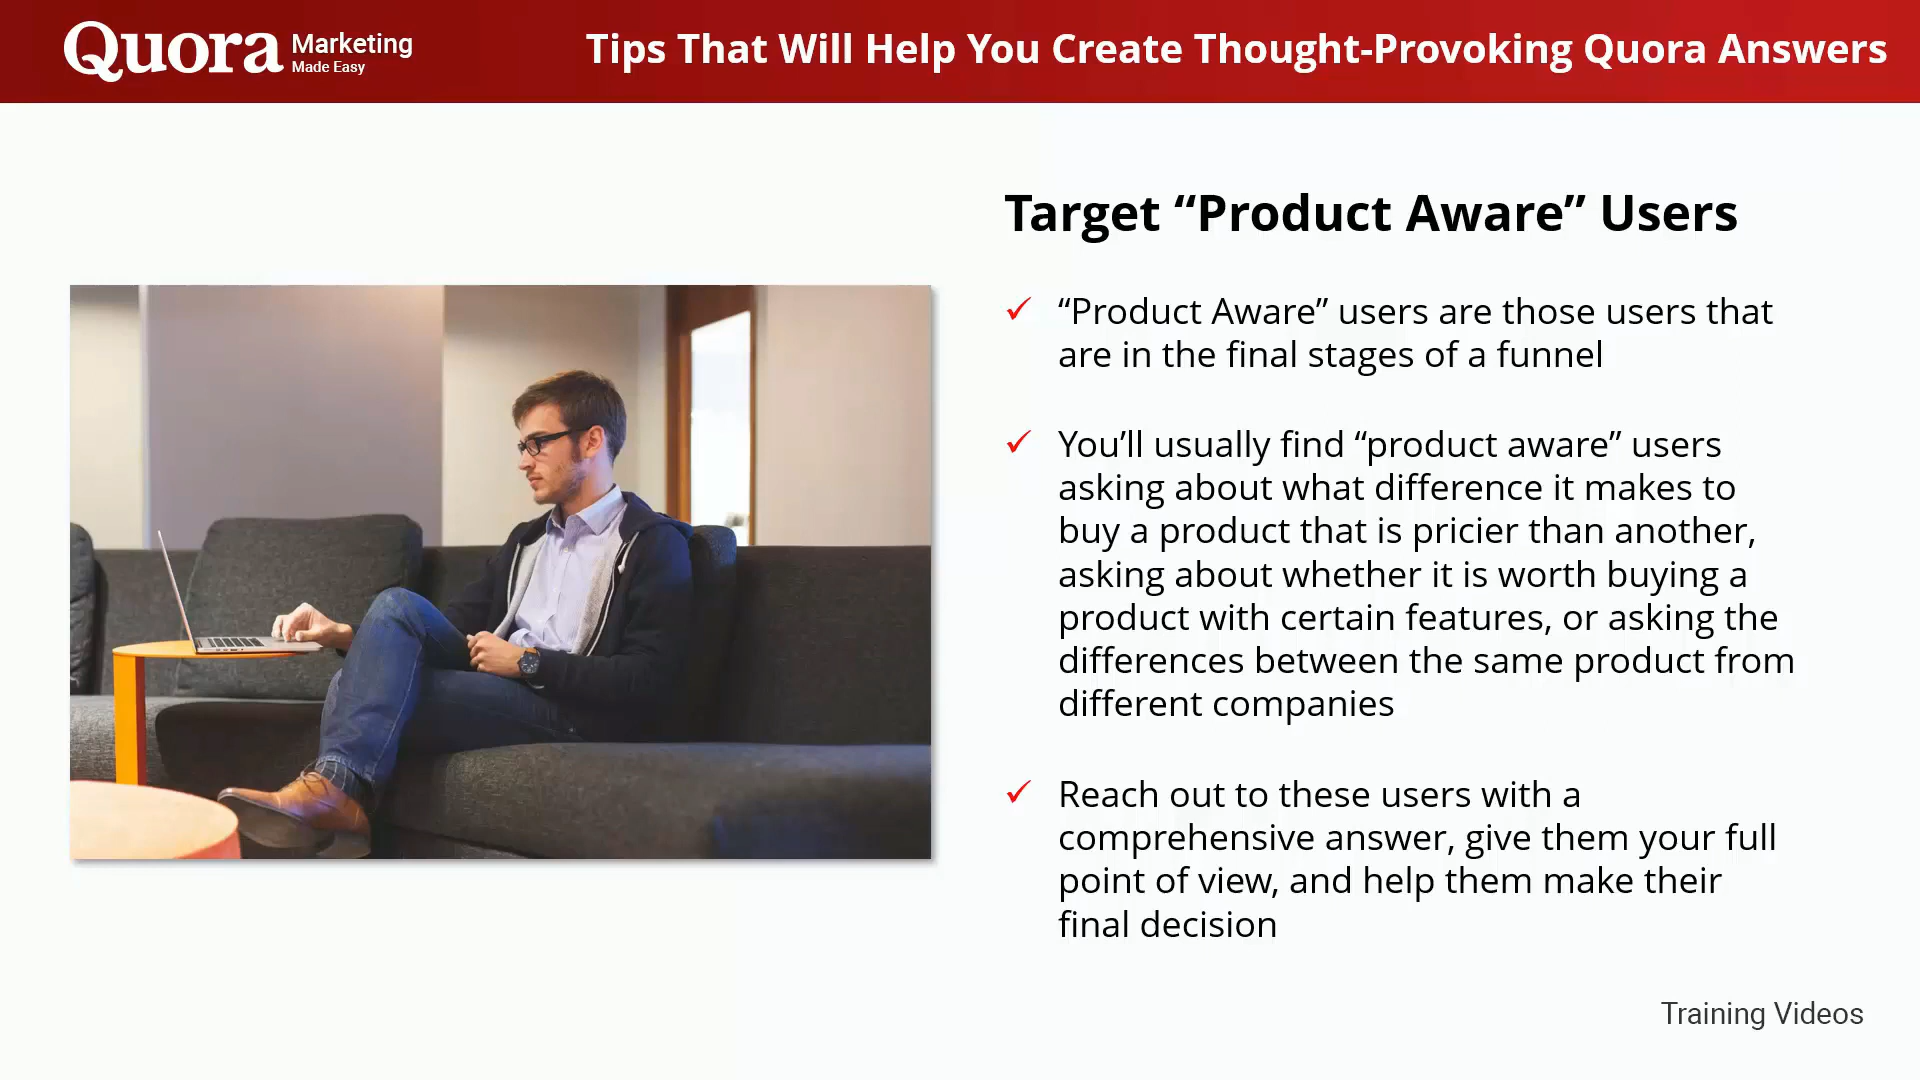 Quora Marketing
Made Easy
Tips That Will Help You Create Thought-Provoking Quora Answers
Target “Product Aware” Users
“Product Aware” users are those users that
are in the final stages of a funnel
You’ll usually find “product aware” users
asking about what difference it makes to
buy a product that is pricier than another,
asking about whether it is worth buying a
product with certain features, or asking the
differences between the same product from
different companies
Reach out to these users with a
comprehensive answer, give them your full
point of view, and help them make their
final decision
Training Videos